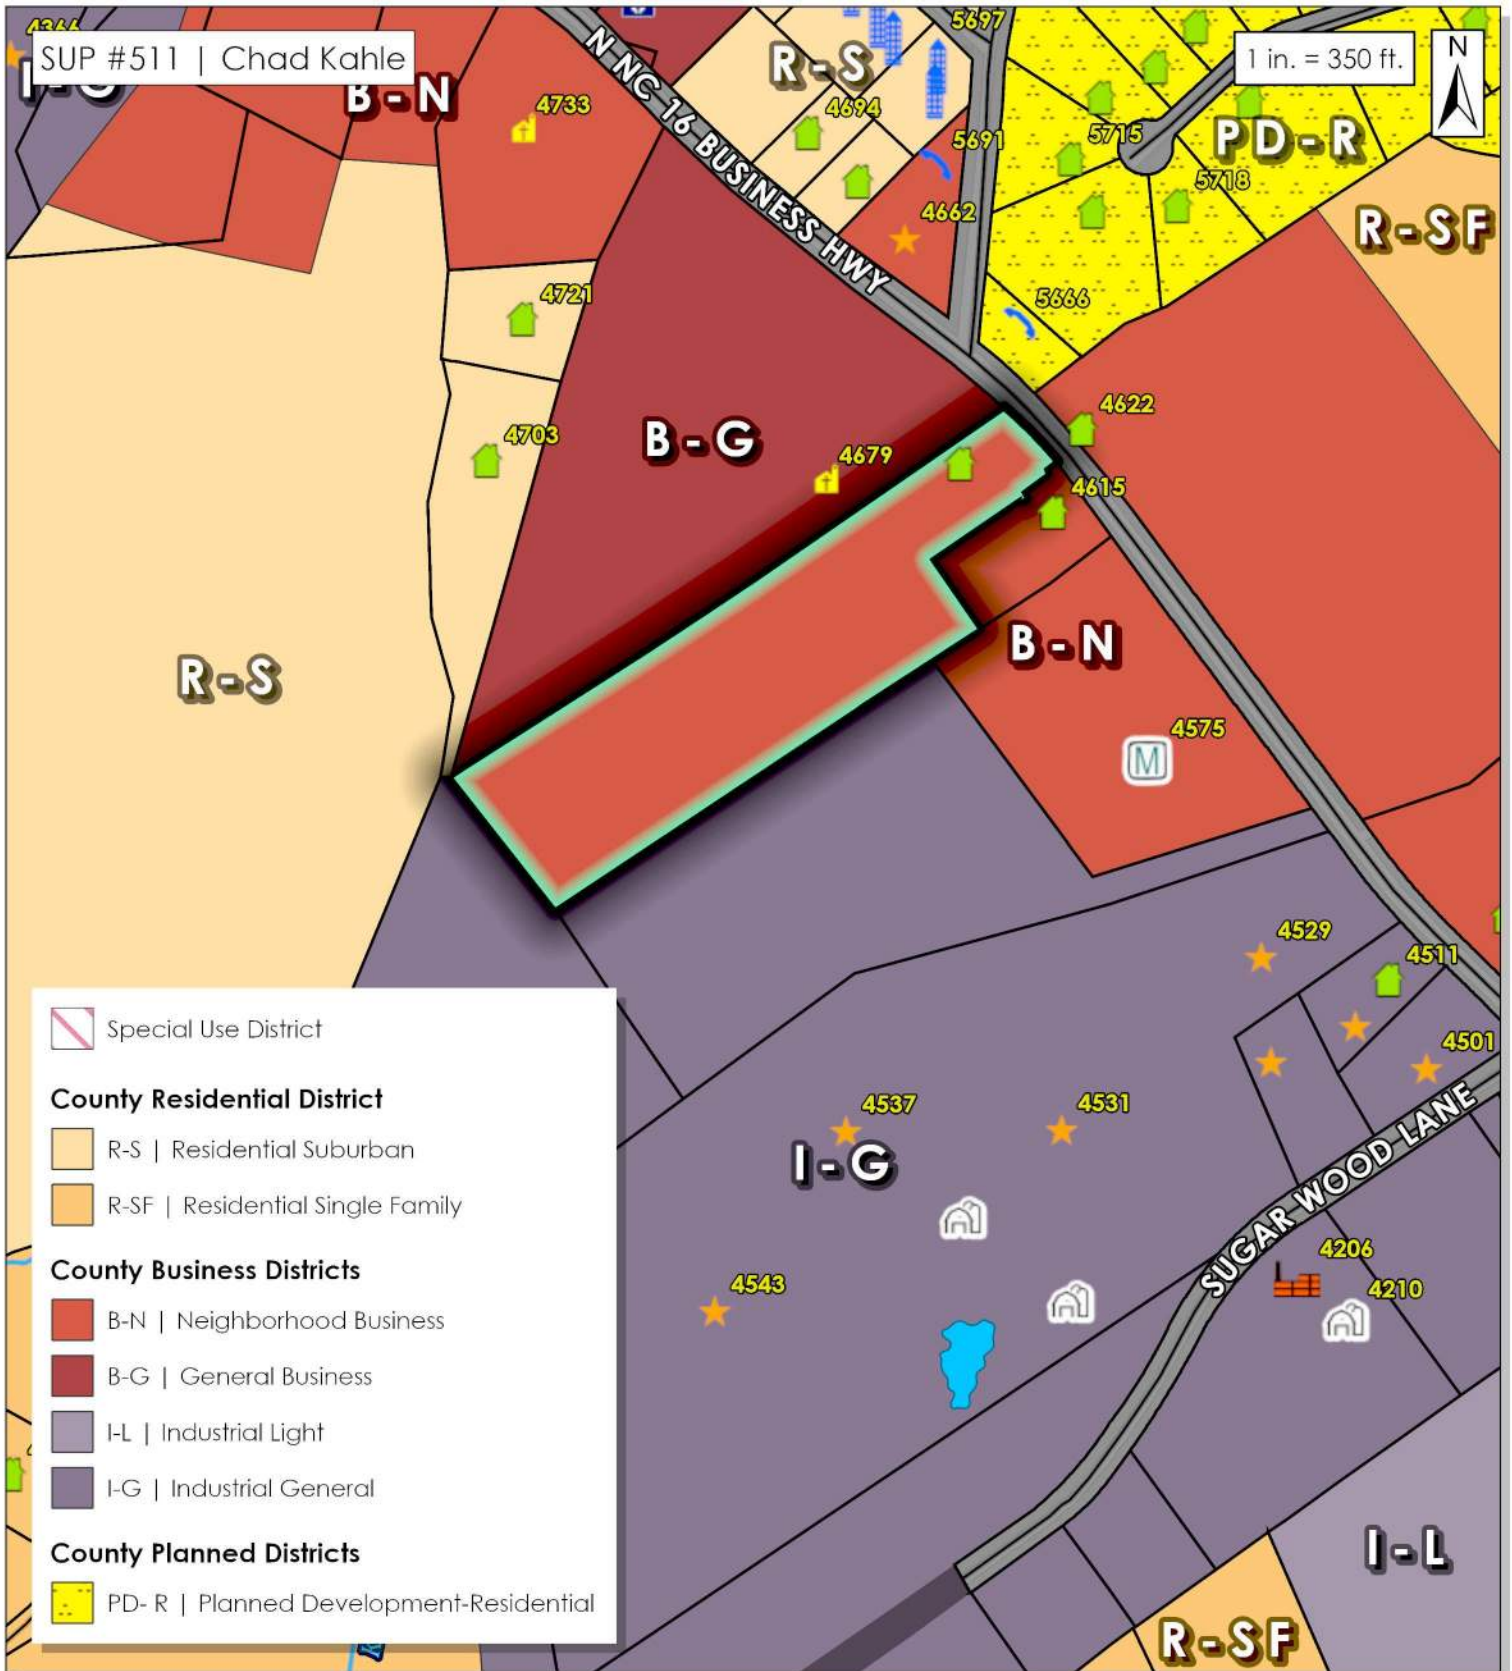 4366
SUP #511 | Chad Kahle
B-N
4733
N NC 16 BUSINESS HWY
R-S
4694
5697
5691
4662
1 in. = 350 ft.
N
5715
PD-R
5718
R-SF
5666
4721
4703
B-G
4679
4622
4615
R-S
B-N
M
4575
4529
4511
4501
4537
4531
I-G
SUGAR WOOD LANE
4543
4206
4210
I-L
R-SF
Special Use District
County Residential District
R-S | Residential Suburban
R-SF | Residential Single Family
County Business Districts
B-N | Neighborhood Business
B-G | General Business
I-L | Industrial Light
I-G | Industrial General
County Planned Districts
PD- R | Planned Development-Residential